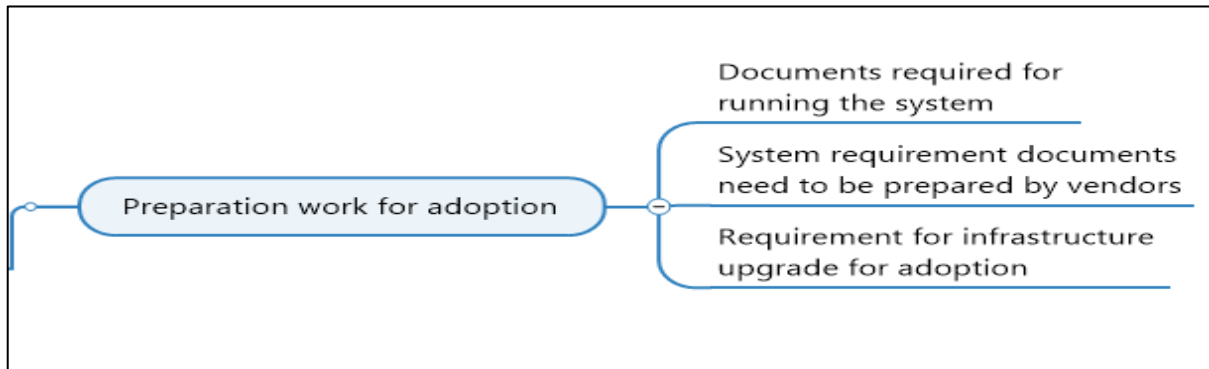 Preparation work for adoption
Documents required for
running the system
System requirement documents
need to be prepared by vendors
Requirement for infrastructure
upgrade for adoption